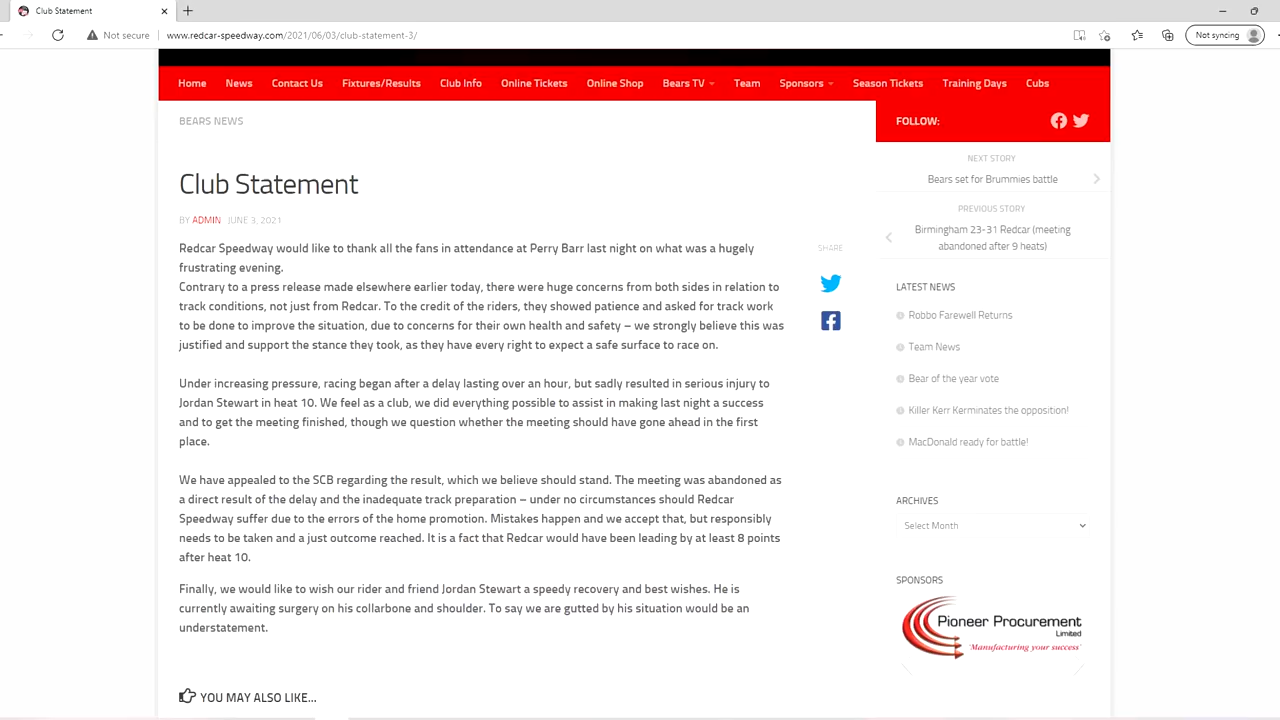 Club Statement
Not secure
www.redcar-speedway.com/2021/06/03/club-statement-3/
Not syncing
Home News Contact Us Fixtures/Results Club Info Online Tickets Online Shop Bears TV Team Sponsors Season Tickets Training Days Cubs
BEARS NEWS
Club Statement
BY ADMIN JUNE 3, 2021
Redcar Speedway would like to thank all the fans in attendance at Perry Barr last night on what was a hugely
frustrating evening.
Contrary to a press release made elsewhere earlier today, there were huge concerns from both sides in relation to
track conditions, not just from Redcar. To the credit of the riders, they showed patience and asked for track work
to be done to improve the situation, due to concerns for their own health and safety – we strongly believe this was
justified and support the stance they took, as they have every right to expect a safe surface to race on.
Under increasing pressure, racing began after a delay lasting over an hour, but sadly resulted in serious injury to
Jordan Stewart in heat 10. We feel as a club, we did everything possible to assist in making last night a success
and to get the meeting finished, though we question whether the meeting should have gone ahead in the first
place.
We have appealed to the SCB regarding the result, which we believe should stand. The meeting was abandoned as
a direct result of the delay and the inadequate track preparation – under no circumstances should Redcar
Speedway suffer due to the errors of the home promotion. Mistakes happen and we accept that, but responsibly
needs to be taken and a just outcome reached. It is a fact that Redcar would have been leading by at least 8 points
after heat 10.
Finally, we would like to wish our rider and friend Jordan Stewart a speedy recovery and best wishes. He is
currently awaiting surgery on his collarbone and shoulder. To say we are gutted by his situation would be an
understatement.
YOU MAY ALSO LIKE...
SHARE
FOLLOW:
NEXT STORY
Bears set for Brummies battle
PREVIOUS STORY
Birmingham 23-31 Redcar (meeting
abandoned after 9 heats)
LATEST NEWS
Robbo Farewell Returns
Team News
Bear of the year vote
Killer Kerr Kerminates the opposition!
MacDonald ready for battle!
ARCHIVES
Select Month
SPONSORS
Pioneer Procurement
Limited
'Manufacturing your success'